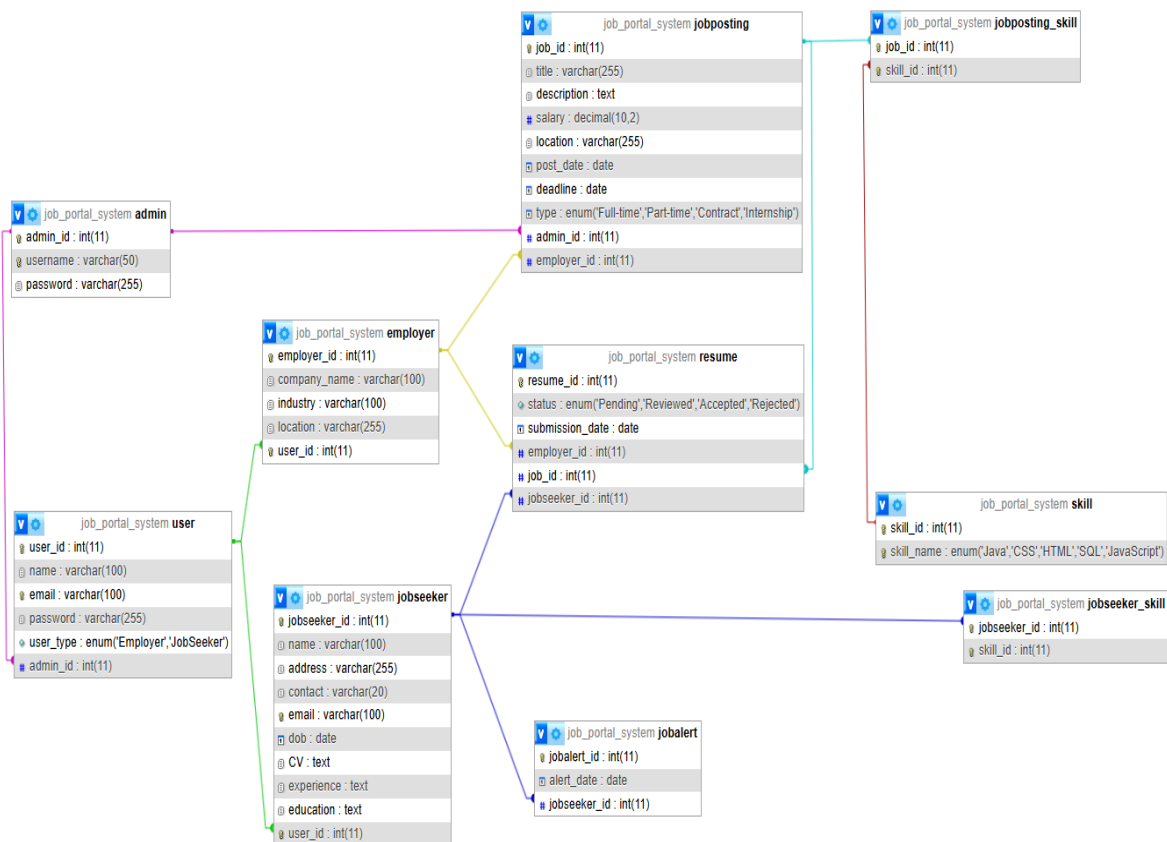 job_portal_system jobposting
job_id : int(11)
title : varchar(255)
description : text
salary : decimal(10,2)
location : varchar(255)
post_date : date
deadline : date
type : enum('Full-time','Part-time','Contract','Internship')
admin_id : int(11)
employer_id : int(11)
job_portal_system jobposting_skill
job_id : int(11)
skill_id : int(11)
job_portal_system admin
admin_id : int(11)
username : varchar(50)
password : varchar(255)
job_portal_system employer
employer_id : int(11)
company_name : varchar(100)
industry : varchar(100)
location : varchar(255)
user_id : int(11)
job_portal_system resume
resume_id : int(11)
status : enum('Pending','Reviewed','Accepted','Rejected')
submission_date : date
employer_id : int(11)
job_id : int(11)
jobseeker_id : int(11)
job_portal_system user
user_id : int(11)
name : varchar(100)
email : varchar(100)
password : varchar(255)
user_type : enum('Employer','JobSeeker')
admin_id : int(11)
job_portal_system skill
skill_id : int(11)
skill_name : enum('Java','CSS','HTML','SQL','JavaScript')
job_portal_system jobseeker
jobseeker_id : int(11)
name : varchar(100)
address : varchar(255)
contact : varchar(20)
email : varchar(100)
dob : date
CV : text
experience : text
education : text
user_id : int(11)
job_portal_system jobseeker_skill
jobseeker_id : int(11)
skill_id : int(11)
job_portal_system jobalert
jobalert_id : int(11)
alert_date : date
jobseeker_id : int(11)